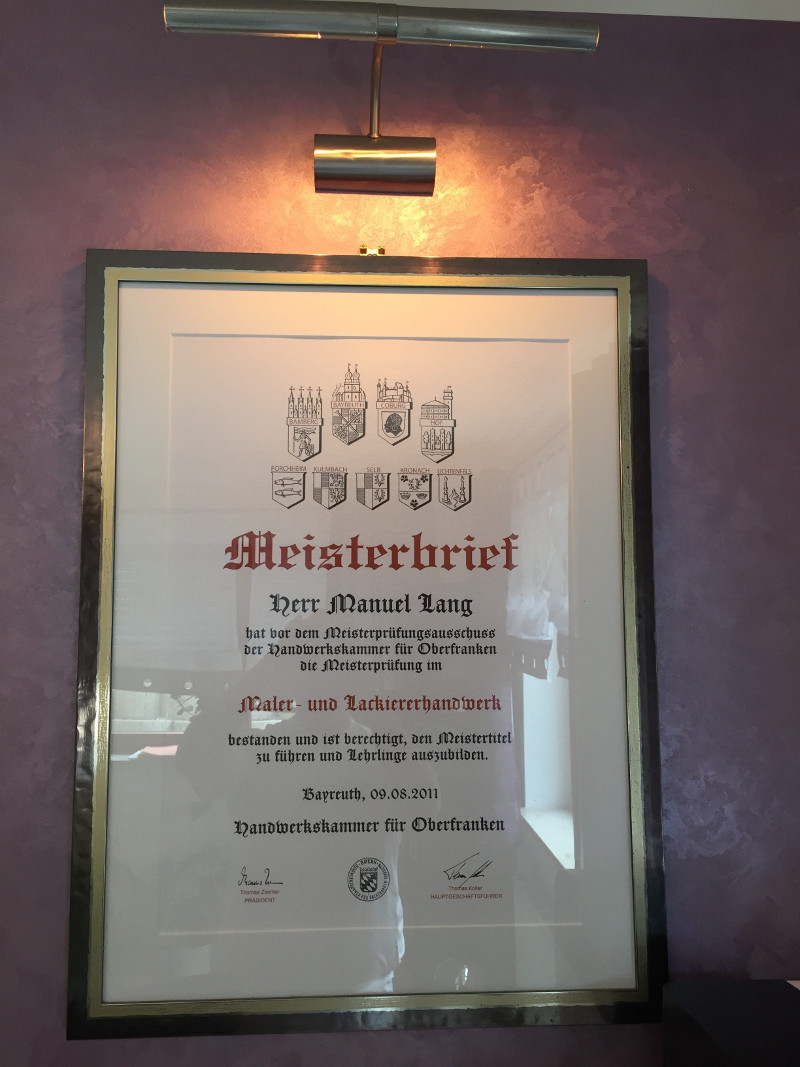 BAMBERG
BAYREUTH
COBURG
HOF
FORCHHEIM
KULMBACH
SELB
KRONACH
LICHTENFELS
Meisterbrief
Herr Manuel Lang
hat vor dem Meisterprüfungsausschuss
der Handwerkskammer für Oberfranken
die Meisterprüfung im
Maler- und Lackiererhandwerk
bestanden und ist berechtigt, den Meistertitel
zu führen und Lehrlinge auszubilden.
Bayreuth, 09.08.2011
Handwerkskammer für Oberfranken
Thomas Zimmer
PRÄSIDENT
Thomas Koller
HAUPTGESCHÄFTSFÜHRER